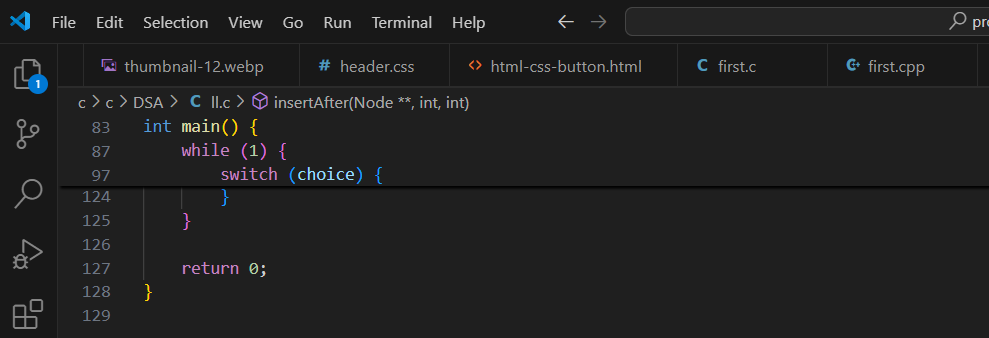 File Edit Selection View Go Run Terminal Help
thumbnail-12.webp # header.css <> html-css-button.html C first.c C++ first.cpp
1
c > c > DSA > C ll.c > insertAfter(Node **, int, int)
83 int main() {
87 while (1) {
97 switch (choice) {
124 }
125 }
126
127 return 0;
128 }
129